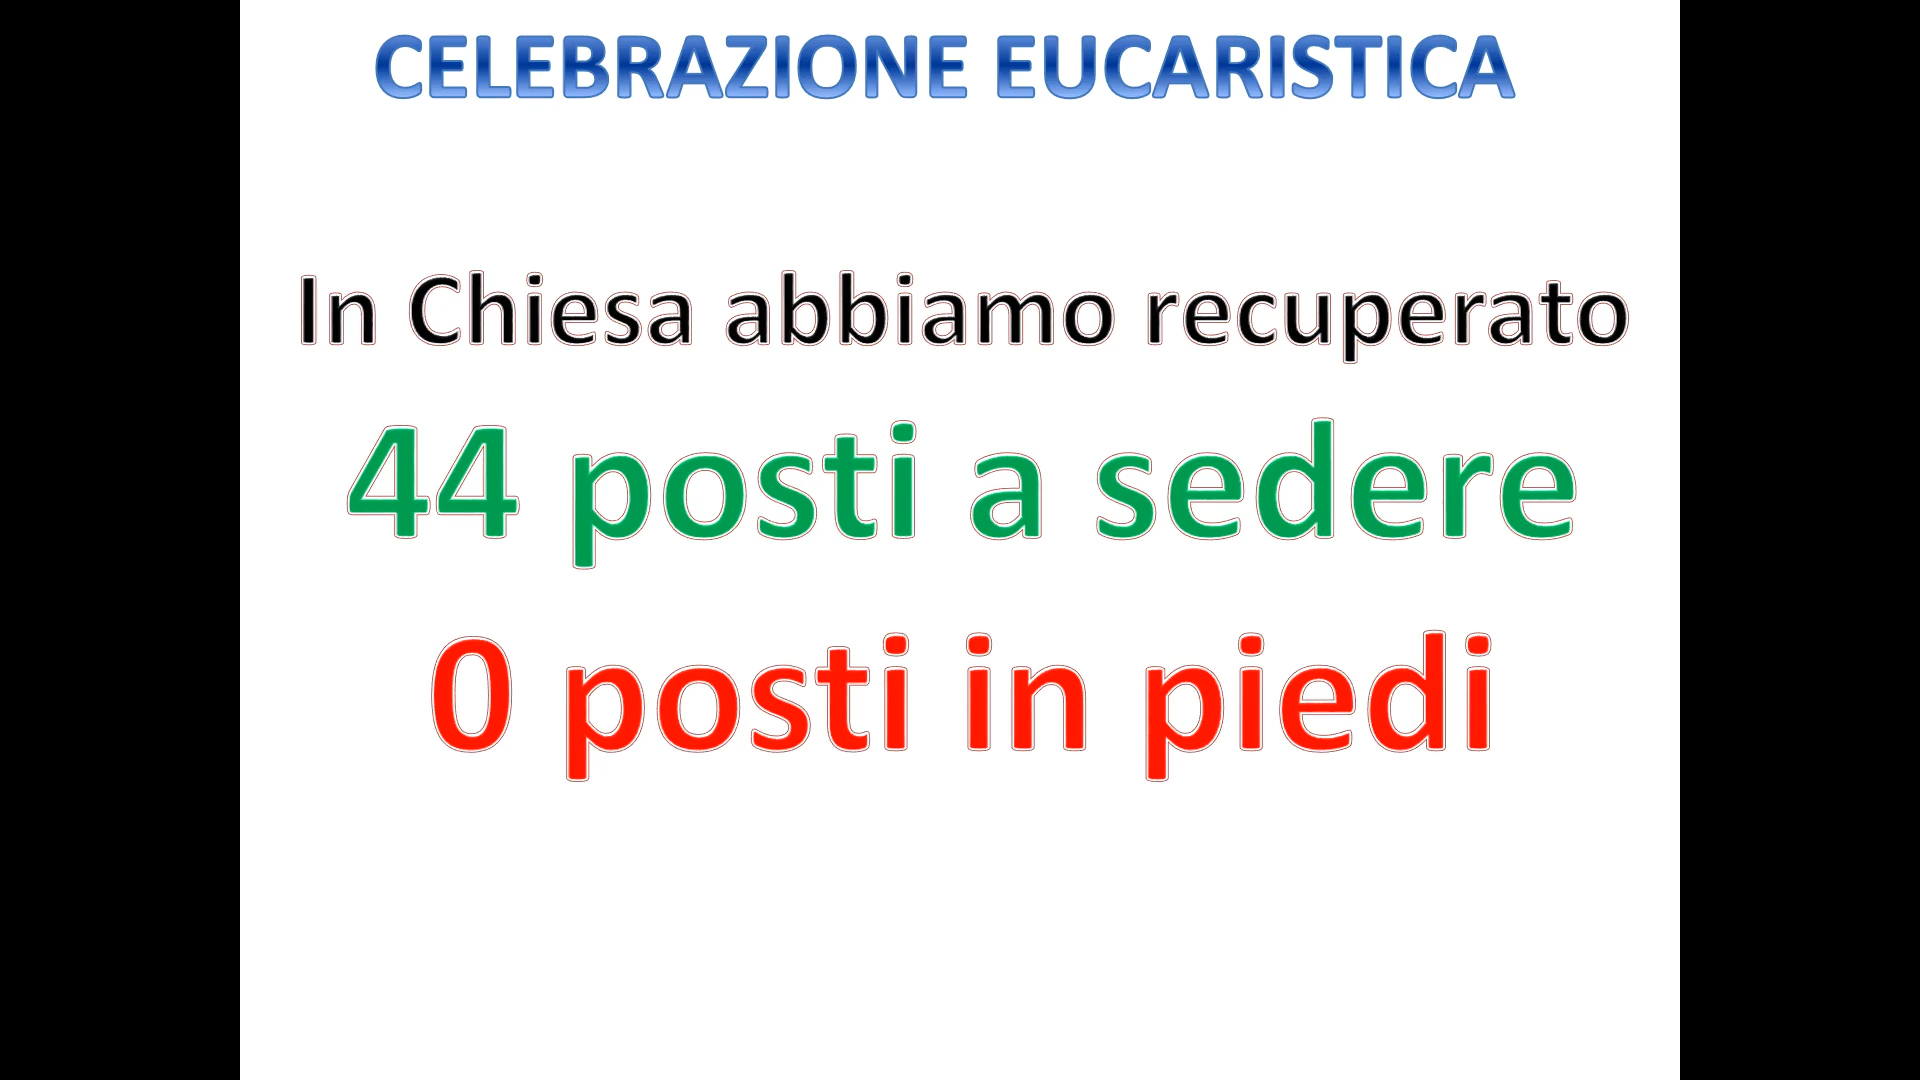 CELEBRAZIONE EUCARISTICA
In Chiesa abbiamo recuperato
44 posti a sedere
0 posti in piedi